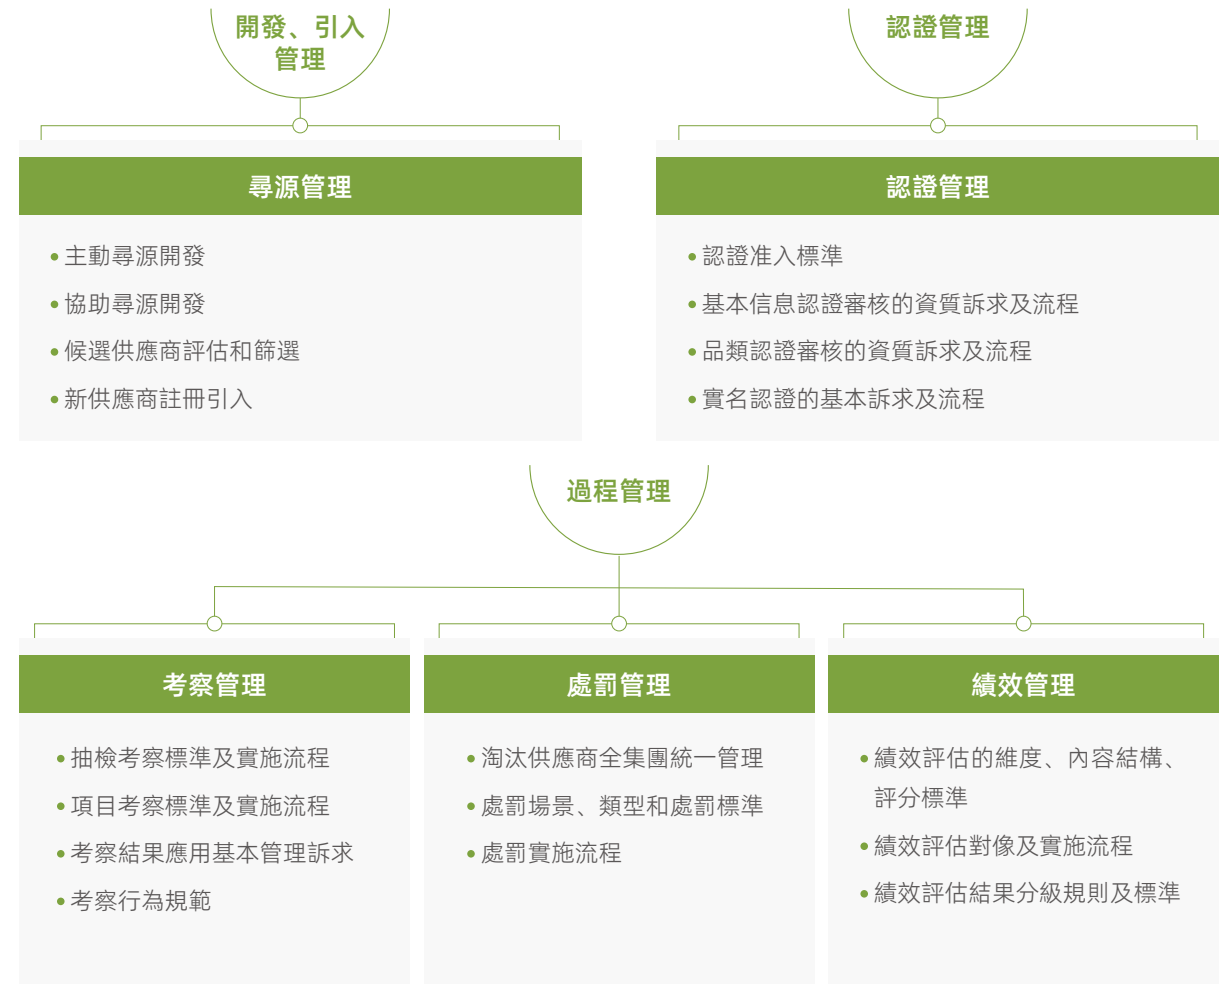 開發、引入
管理
認證管理
尋源管理
主動尋源開發
協助尋源開發
候選供應商評估和篩選
新供應商註冊引入
認證管理
認證准入標準
基本信息認證審核的資質訴求及流程
品類認證審核的資質訴求及流程
實名認證的基本訴求及流程
過程管理
考察管理
抽檢考察標準及實施流程
項目考察標準及實施流程
考察結果應用基本管理訴求
考察行為規範
處罰管理
淘汰供應商全集團統一管理
處罰場景、類型和處罰標準
處罰實施流程
績效管理
績效評估的維度、內容結構、
評分標準
績效評估對像及實施流程
績效評估結果分級規則及標準